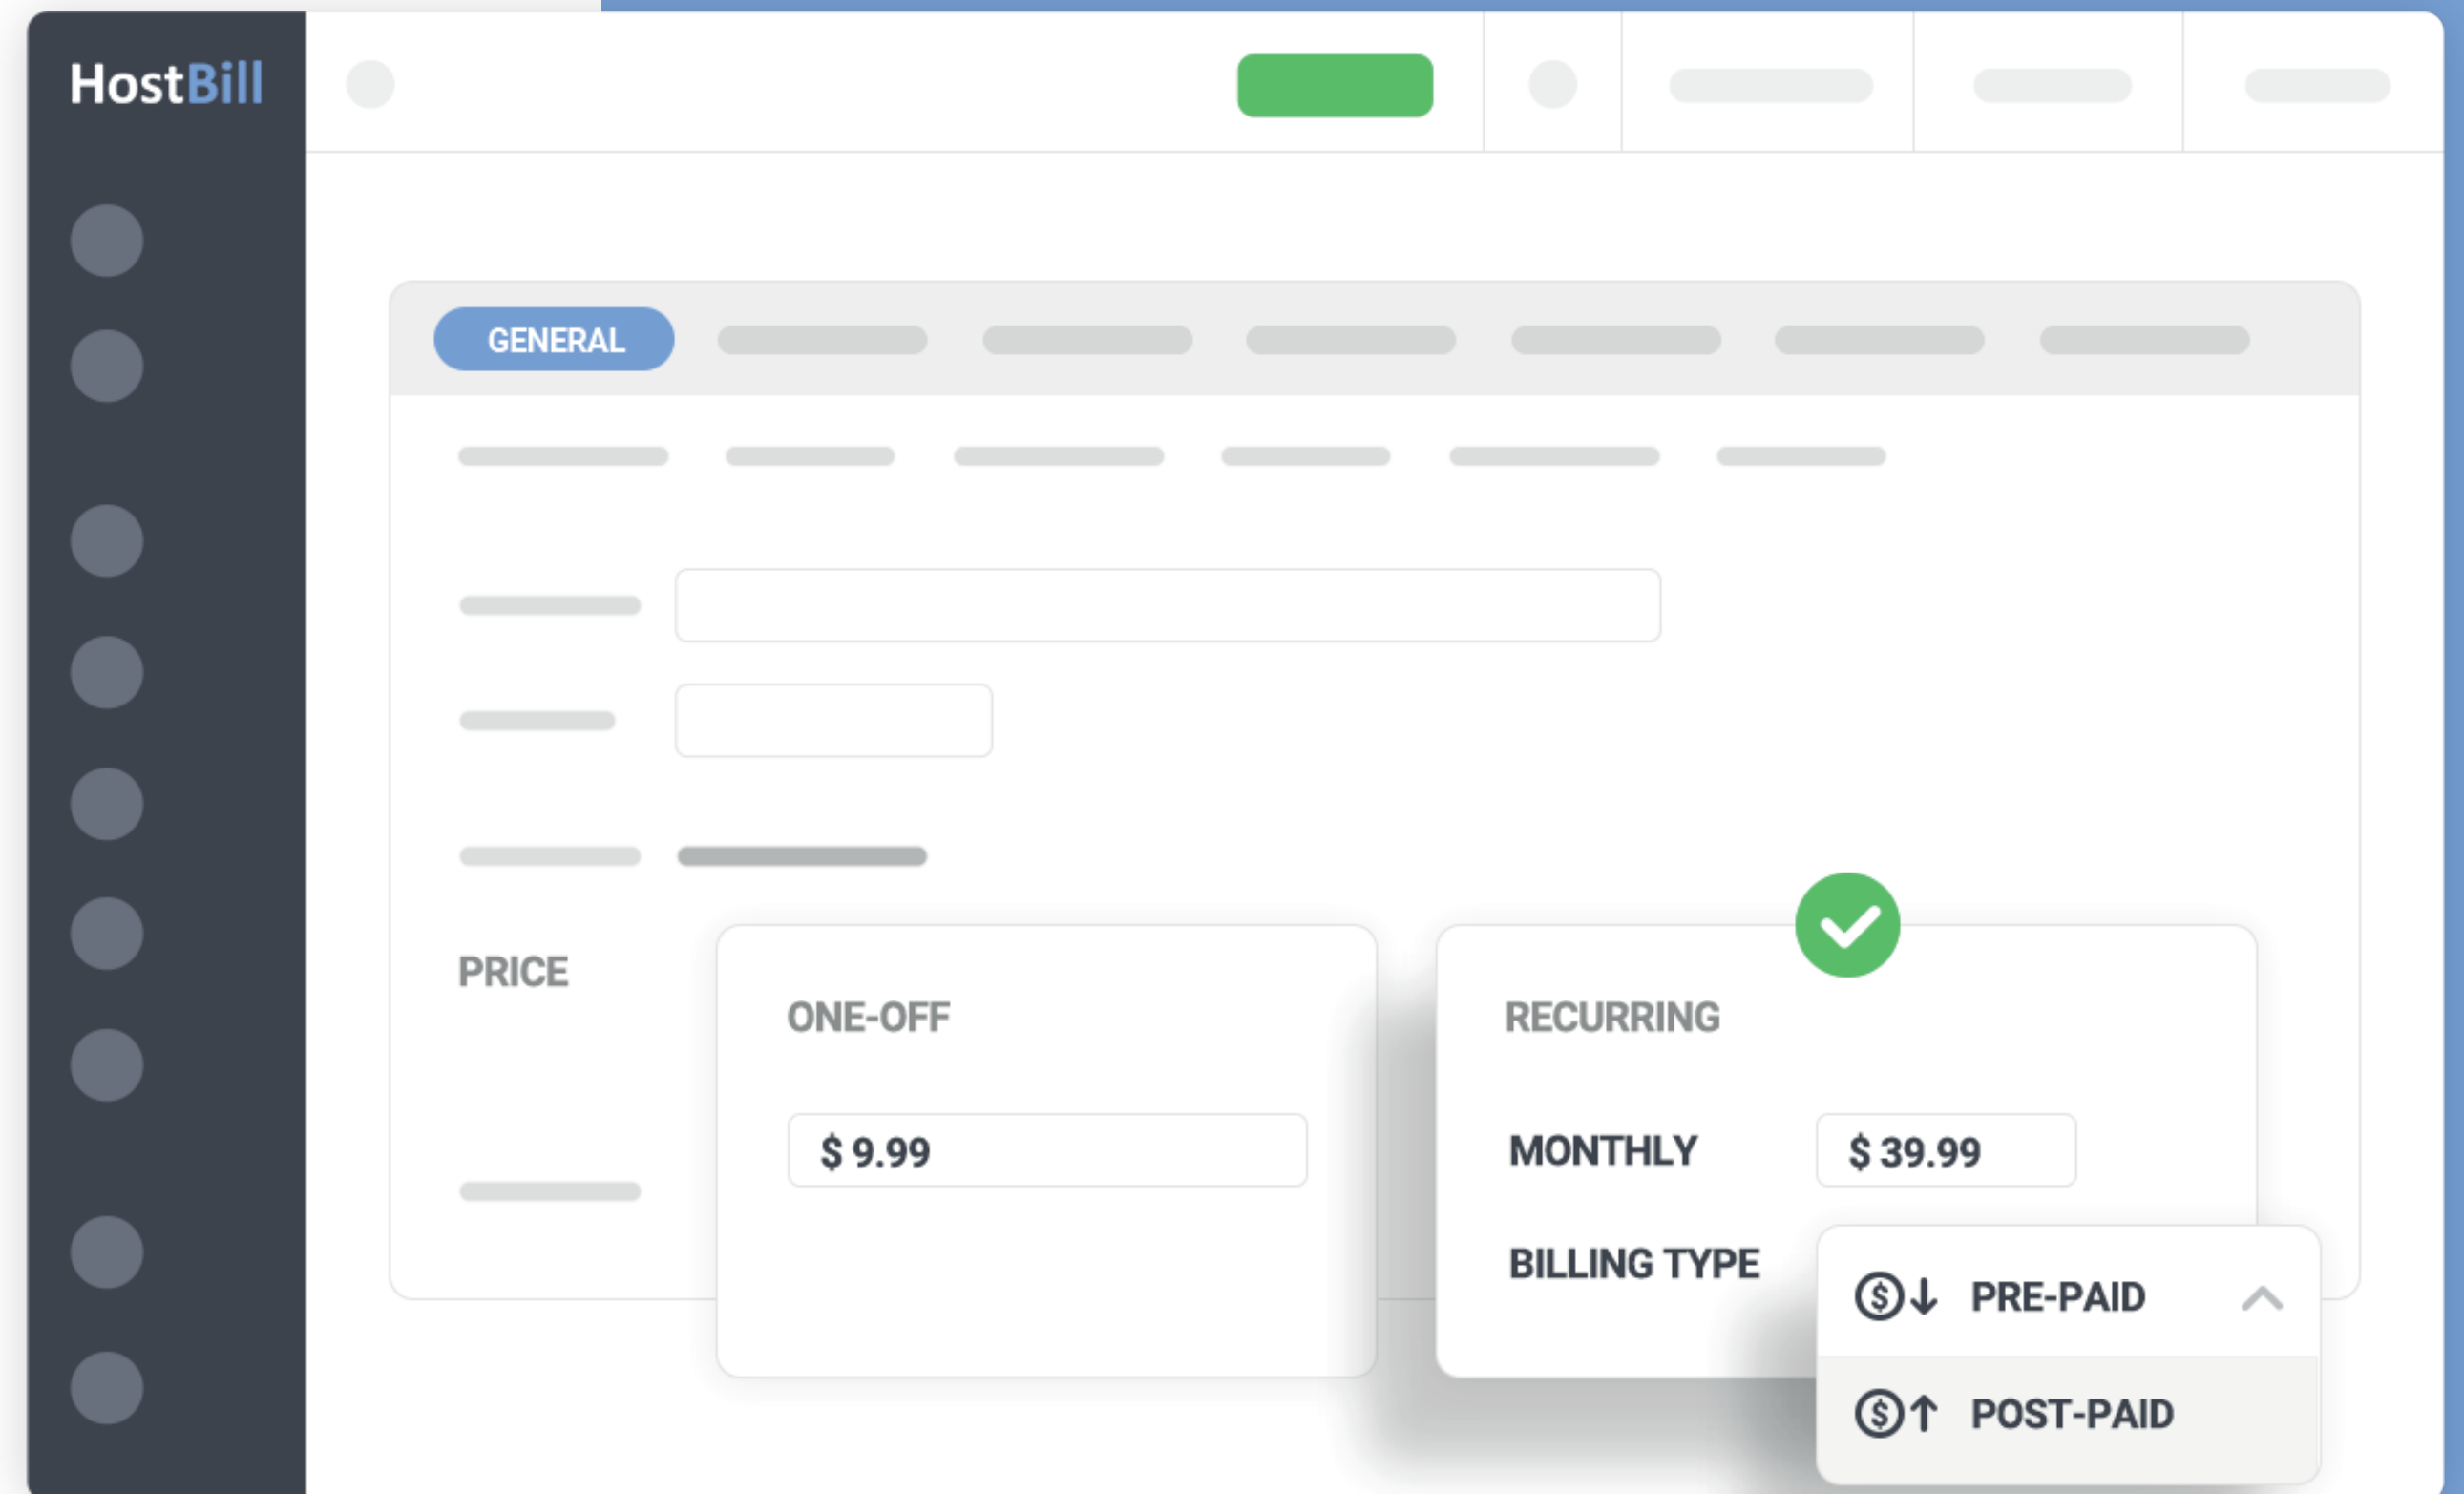 HostBill
GENERAL
PRICE
ONE-OFF
$ 9.99
RECURRING
MONTHLY
$ 39.99
BILLING TYPE
PRE-PAID
POST-PAID